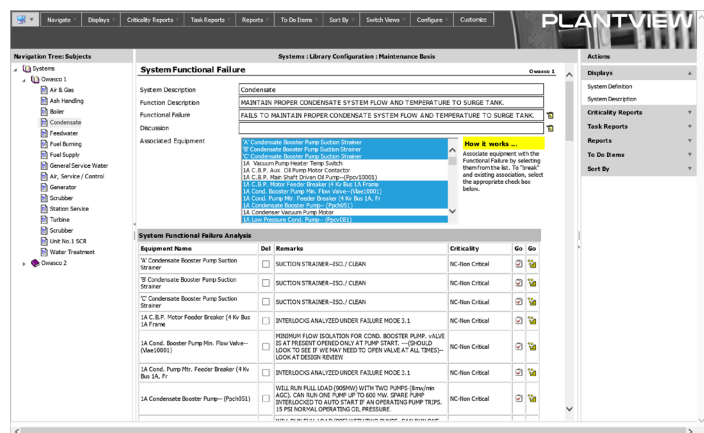 PLANTVIEW
Navigate Displays Criticality Reports Task Reports Reports To Do Items Sort By Switch Views Configure Customize
Navigation Tree: Subjects
Systems
Owasco 1
Air & Gas
Ash Handling
Boiler
Condensate
Feedwater
Fuel Burning
Fuel Supply
General Service Water
Air, Service / Control
Generator
Scrubber
Station Service
Turbine
Scrubber
Unit No.1 SCR
Water Treatment
Owasco 2
Systems : Library Configuration : Maintenance Basis
System Functional Failure
Owasco 1
System Description Condensate
Function Description MAINTAIN PROPER CONDENSATE SYSTEM FLOW AND TEMPERATURE TO SURGE TANK.
Functional Failure FAILS TO MAINTAIN PROPER CONDENSATE SYSTEM FLOW AND TEMPERATURE TO SURGE TANK.
Discussion
Associated Equipment
'A' Condensate Booster Pump Suction Strainer
'B' Condensate Booster Pump Suction Strainer
'C' Condensate Booster Pump Suction Strainer
1A Vacuum Pump Heater Temp Switch
1A C.B.P. Aux. Oil Pump Motor Contactor
1A C.B.P. Main Shaft Driven Oil Pump--(Ppcv10001)
1A C.B.P. Motor Feeder Breaker (4 Kv Bus 1A Frame
1A Cond. Booster Pump Min. Flow Valve--(Vlae10001)
1A Cond. Pump Mtr. Feeder Breaker (4 Kv Bus 1A, Fr
1A Condensate Booster Pump-- (Ppch051)
1A Condenser Vacuum Pump Motor
1A Low Pressure Cond. Pump-- (Ppcv081)
How it works ...
Associate equipment with the
Functional Failure by selecting
them from the list. To "break"
and existing association, select
the appropriate check box
below.
System Functional Failure Analysis
Equipment Name Del Remarks Criticality Go Go
'A' Condensate Booster Pump Suction
Strainer
SUCTION STRAINER--ISO./ CLEAN NC-Non Critical
'B' Condensate Booster Pump Suction
Strainer
SUCTION STRAINER--ISO./ CLEAN NC-Non Critical
'C' Condensate Booster Pump Suction
Strainer
SUCTION STRAINER--ISO./ CLEAN NC-Non Critical
1A C.B.P. Motor Feeder Breaker (4 Kv Bus
1A Frame
INTERLOCKS ANALYZED UNDER FAILURE MODE 3.1 NC-Non Critical
1A Cond. Booster Pump Min. Flow Valve--
(Vlae10001)
MINIMUM FLOW ISOLATION FOR COND. BOOSTER PUMP. vALVE
IS AT PRESENT OPENED ONLY AT PUMP START. ---(SHOULD
LOOK TO SEE IF WE MAY NEED TO OPEN VALVE AT ALL TIMES)--
LOOK AT DESIGN REVIEW
NC-Non Critical
1A Cond. Pump Mtr. Feeder Breaker (4 Kv
Bus 1A, Fr
INTERLOCKS ANALYZED UNDER FAILURE MODE 3.1 NC-Non Critical
1A Condensate Booster Pump-- (Ppch051)
WILL RUN FULL LOAD (905MW) WITH TWO PUMPS-(8mw/min
AGC). CAN RUN ONE PUMP UP TO 600 MW. SPARE PUMP
INTERLOCKED TO AUTO START IF AN OPERATING PUMP TRIPS.
15 PSI NORMAL OPERATING OIL PRESSURE.
NC-Non Critical
Actions
Displays
System Definition
System Description
Criticality Reports
Task Reports
Reports
To Do Items
Sort By